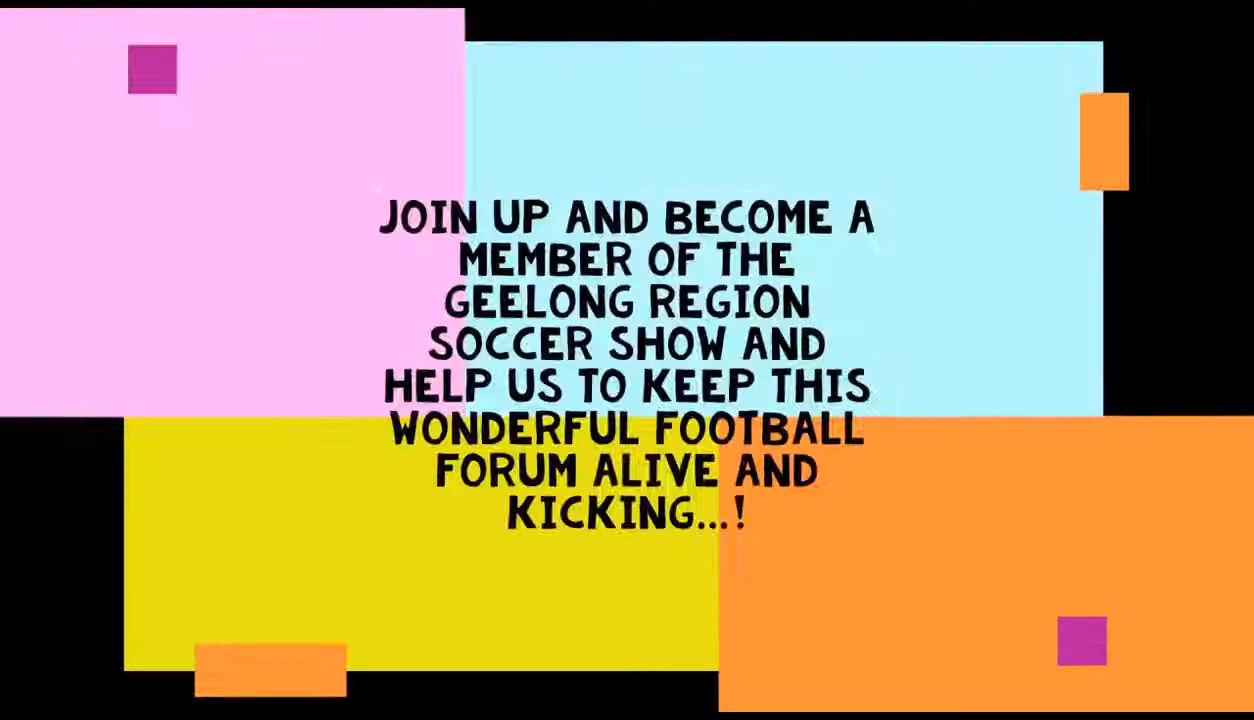 JOIN UP AND BECOME A
MEMBER OF THE
GEELONG REGION
SOCCER SHOW AND
HELP US TO KEEP THIS
WONDERFUL FOOTBALL
FORUM ALIVE AND
KICKING...!